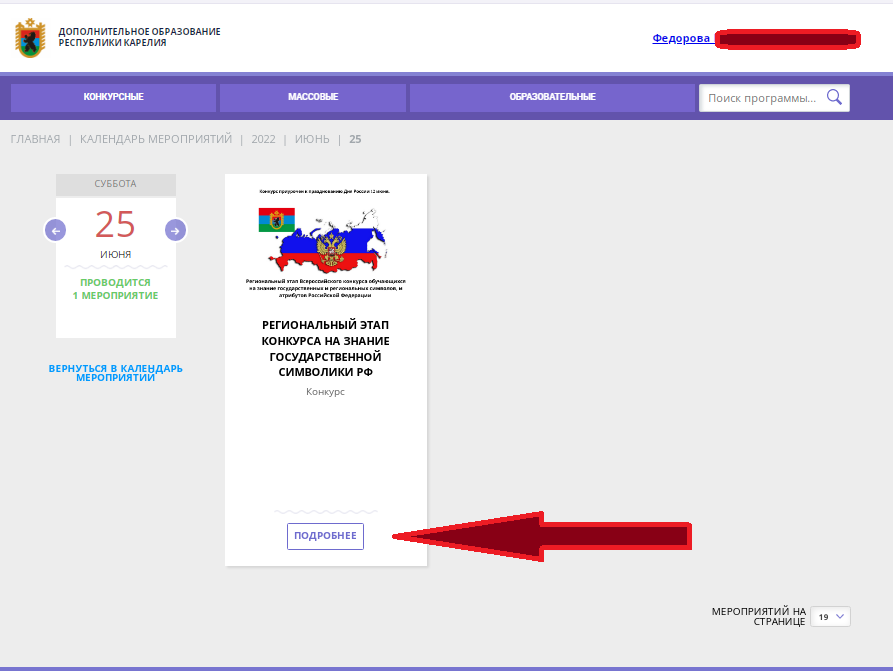 ДОПОЛНИТЕЛЬНОЕ ОБРАЗОВАНИЕ
РЕСПУБЛИКИ КАРЕЛИЯ
Федорова
КОНКУРСНЫЕ
МАССОВЫЕ
ОБРАЗОВАТЕЛЬНЫЕ
Поиск программы...
ГЛАВНАЯ | КАЛЕНДАРЬ МЕРОПРИЯТИЙ | 2022 | ИЮНЬ | 25
СУББОТА
25
ИЮНЯ
ПРОВОДИТСЯ
1 МЕРОПРИЯТИЕ
ВЕРНУТЬСЯ В КАЛЕНДАРЬ
МЕРОПРИЯТИЙ
Конкурс приурочен к празднованию Дня России 12 июня.
Региональный этап Всероссийского конкурса обучающихся
на знание государственных и региональных символов, и
атрибутов Российской Федерации
РЕГИОНАЛЬНЫЙ ЭТАП
КОНКУРСА НА ЗНАНИЕ
ГОСУДАРСТВЕННОЙ
СИМВОЛИКИ РФ
Конкурс
ПОДРОБНЕЕ
МЕРОПРИЯТИЙ НА
СТРАНИЦЕ
19